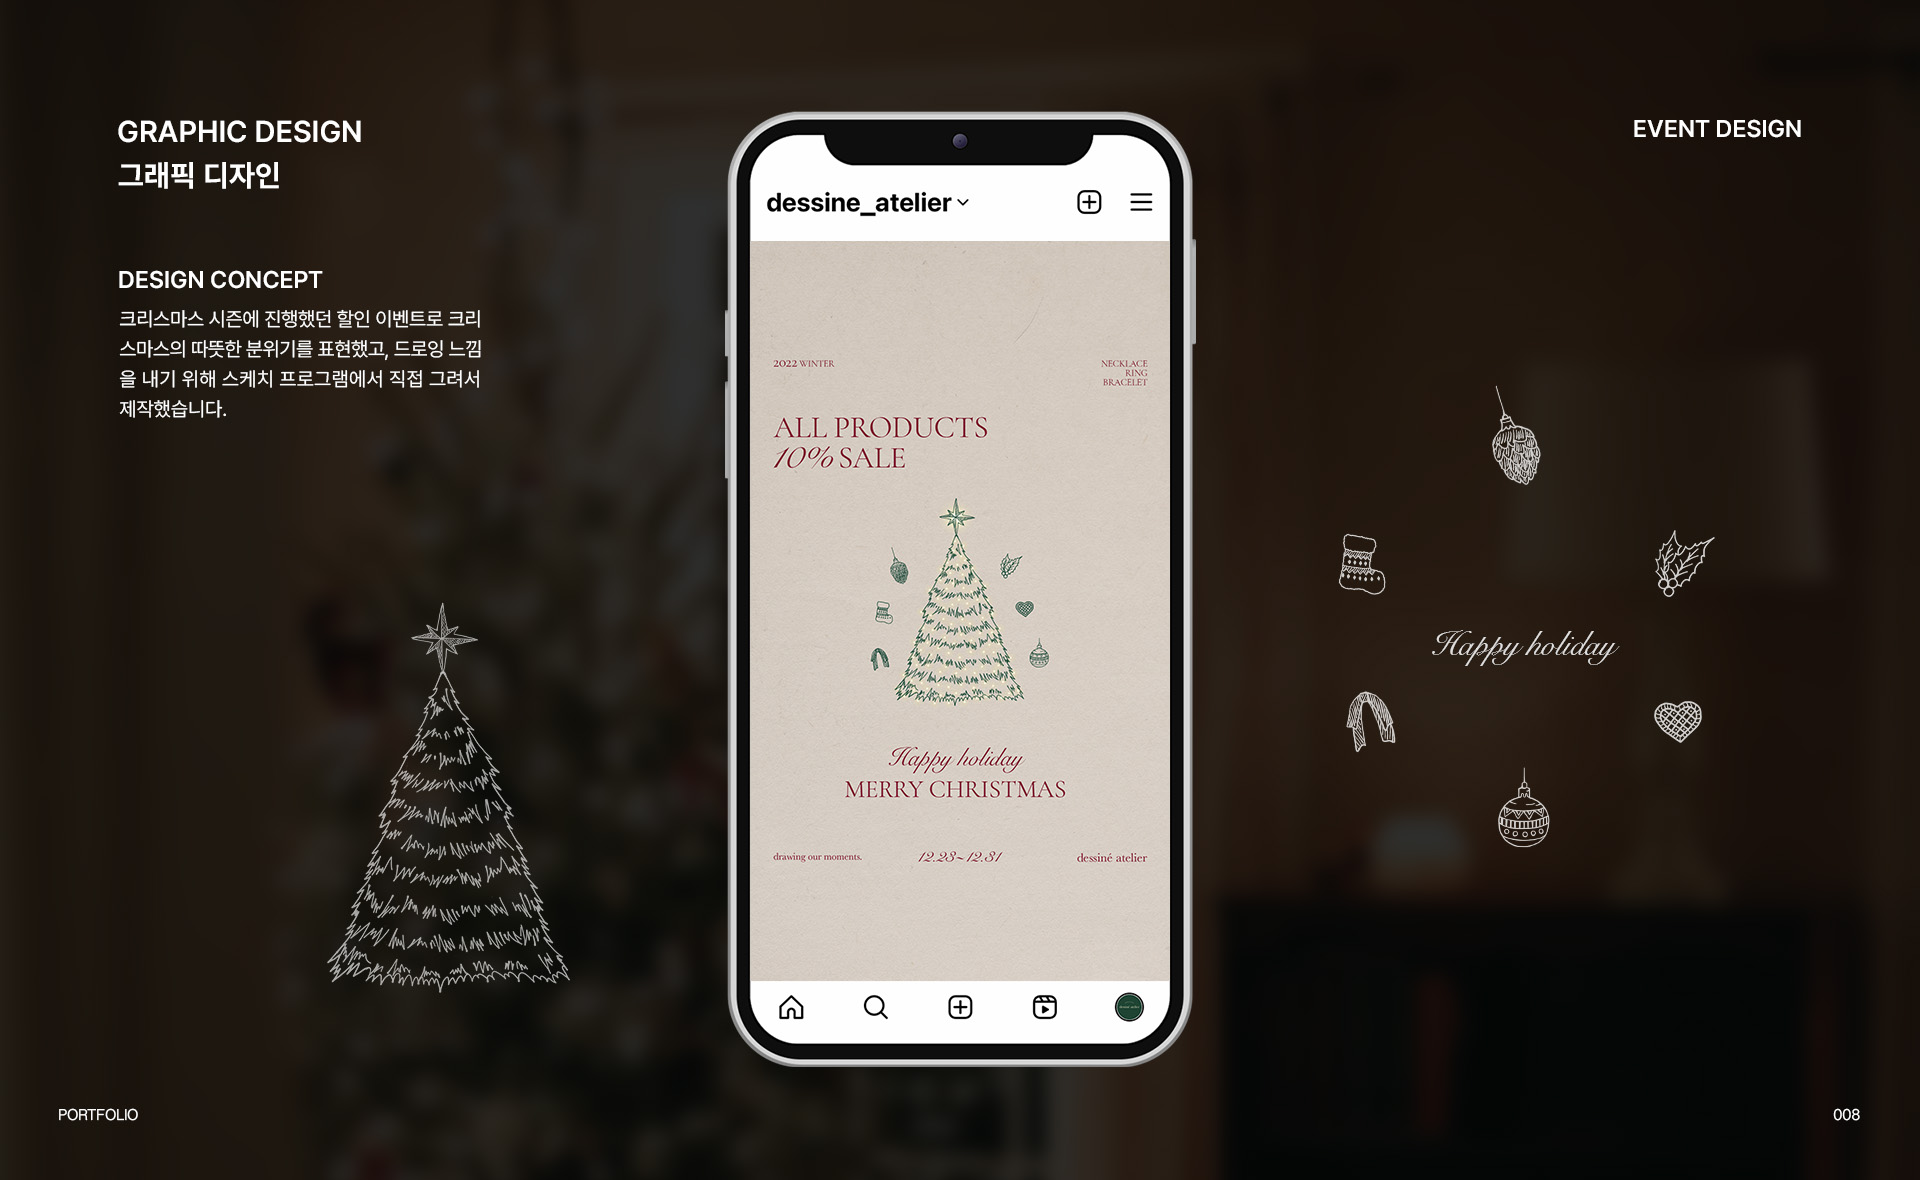 GRAPHIC DESIGN
그래픽 디자인
EVENT DESIGN
DESIGN CONCEPT
크리스마스 시즌에 진행했던 할인 이벤트로 크리
스마스의 따뜻한 분위기를 표현했고, 드로잉 느낌
을 내기 위해 스케치 프로그램에서 직접 그려서
제작했습니다.
dessine_atelier
2022 WINTER
NECKLACE
RING
BRACELET
ALL PRODUCTS
10% SALE
Happy holiday
MERRY CHRISTMAS
drawing our moments.
12.23~12.31
dessiné atelier
Happy holiday
PORTFOLIO
008